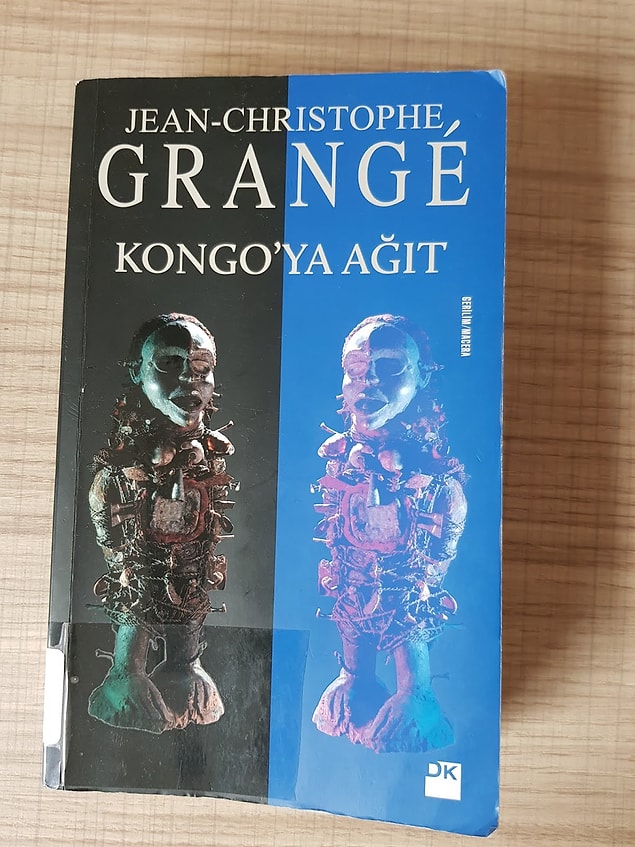 JEAN-CHRISTOPHE
GRANGÉ
KONGO'YA AĞIT
GERİLİM/MACERA
DK